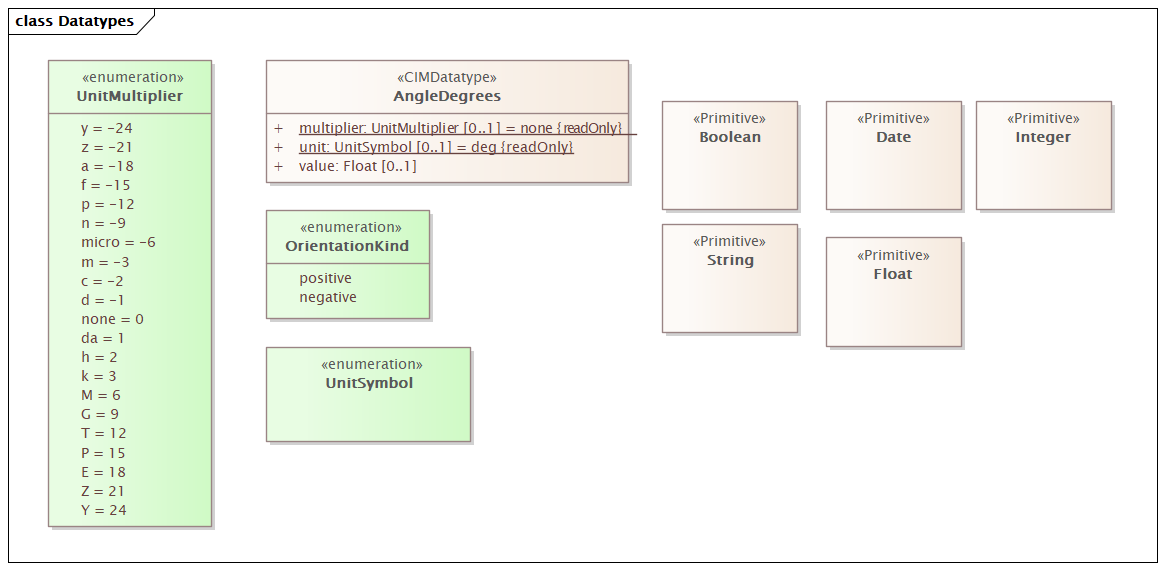 class Datatypes
«enumeration»
UnitMultiplier
y = -24
z = -21
a = -18
f = -15
p = -12
n = -9
micro = -6
m = -3
c = -2
d = -1
none = 0
da = 1
h = 2
k = 3
M = 6
G = 9
T = 12
P = 15
E = 18
Z = 21
Y = 24
«CIMDatatype»
AngleDegrees
+ multiplier: UnitMultiplier [0..1] = none {readOnly}
+ unit: UnitSymbol [0..1] = deg {readOnly}
+ value: Float [0..1]
«enumeration»
OrientationKind
positive
negative
«enumeration»
UnitSymbol
«Primitive»
Boolean
«Primitive»
Date
«Primitive»
Integer
«Primitive»
String
«Primitive»
Float